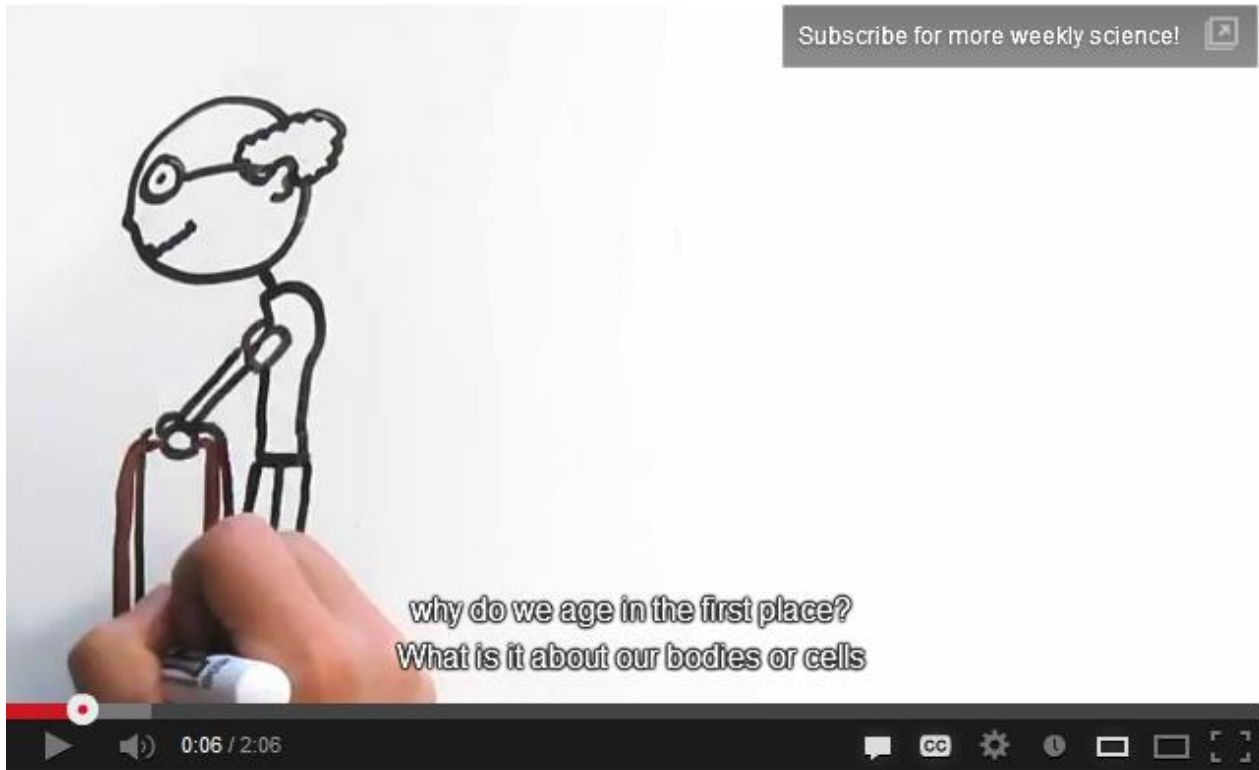 Subscribe for more weekly science!
why do we age in the first place?
What is it about our bodies or cells
0:06 / 2:06
CC